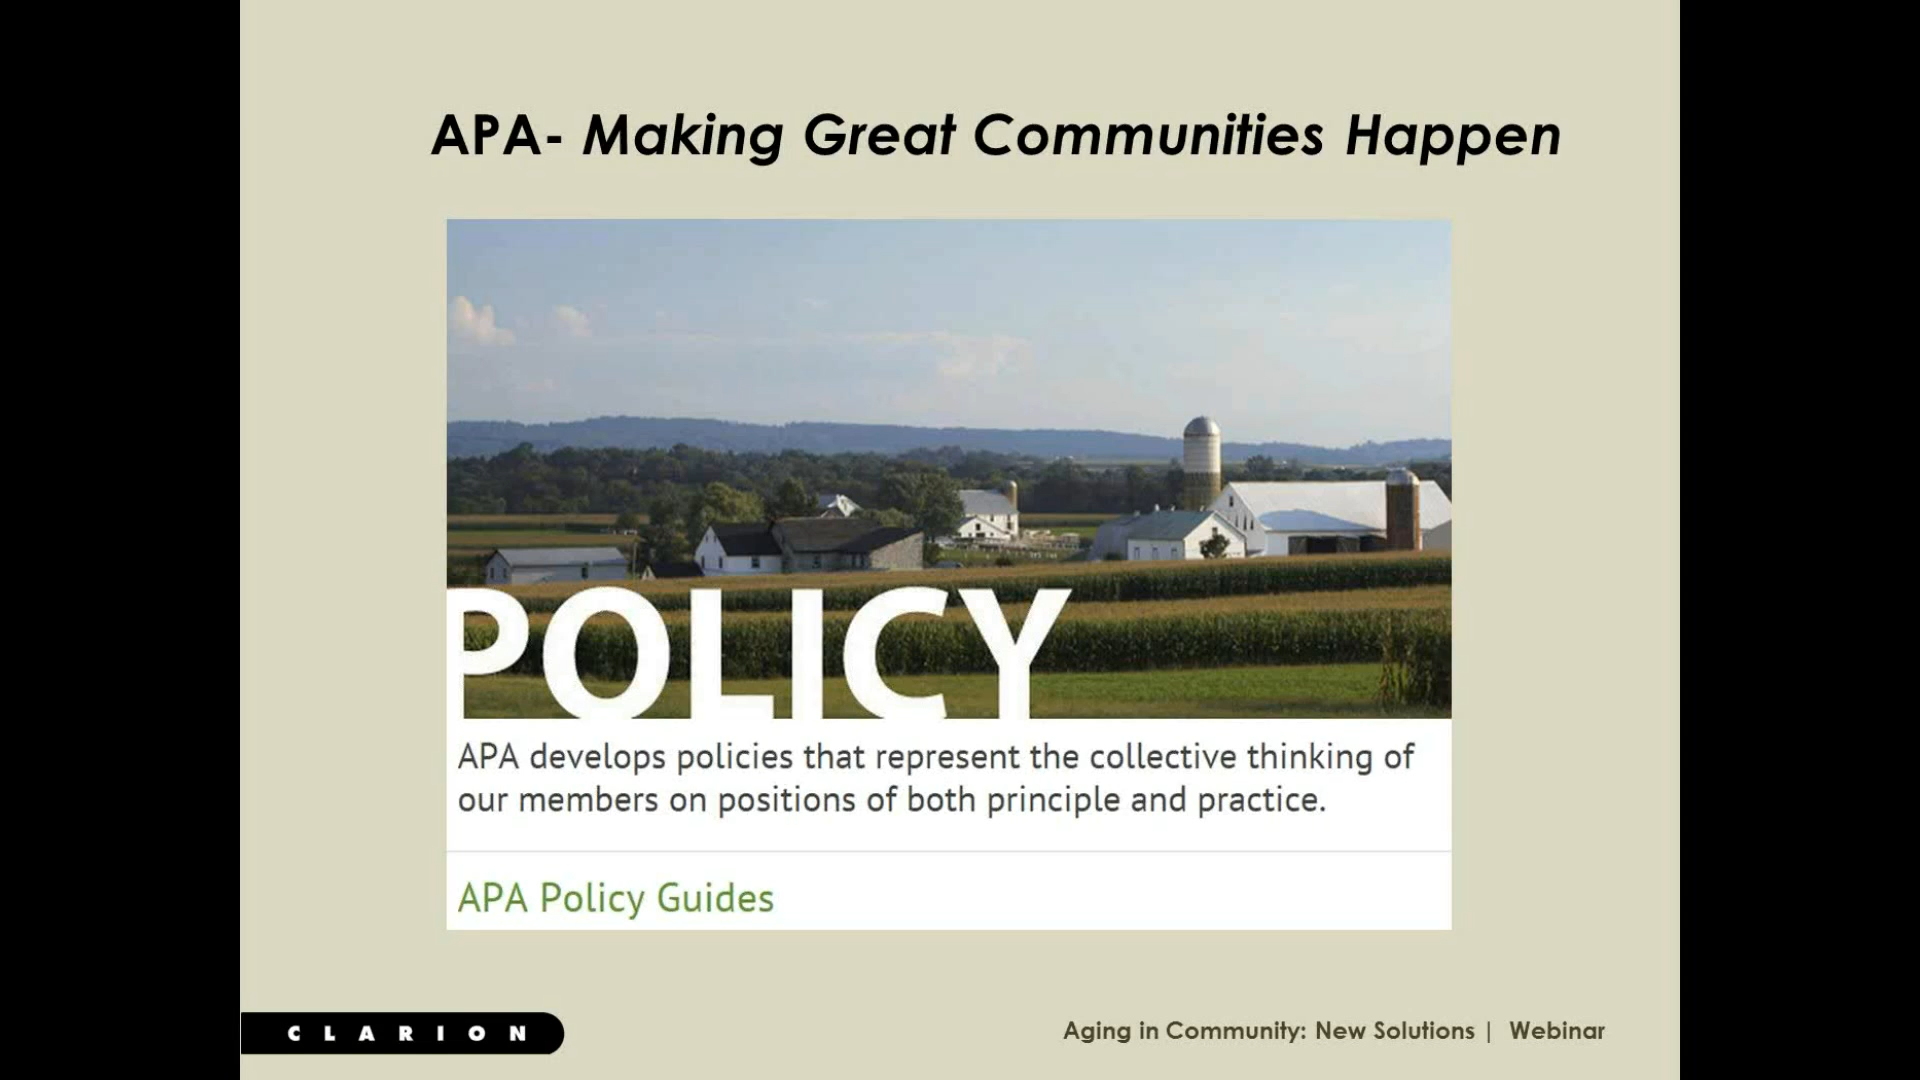 APA- Making Great Communities Happen
POLICY
APA develops policies that represent the collective thinking of
our members on positions of both principle and practice.
APA Policy Guides
CLARION
Aging in Community: New Solutions | Webinar